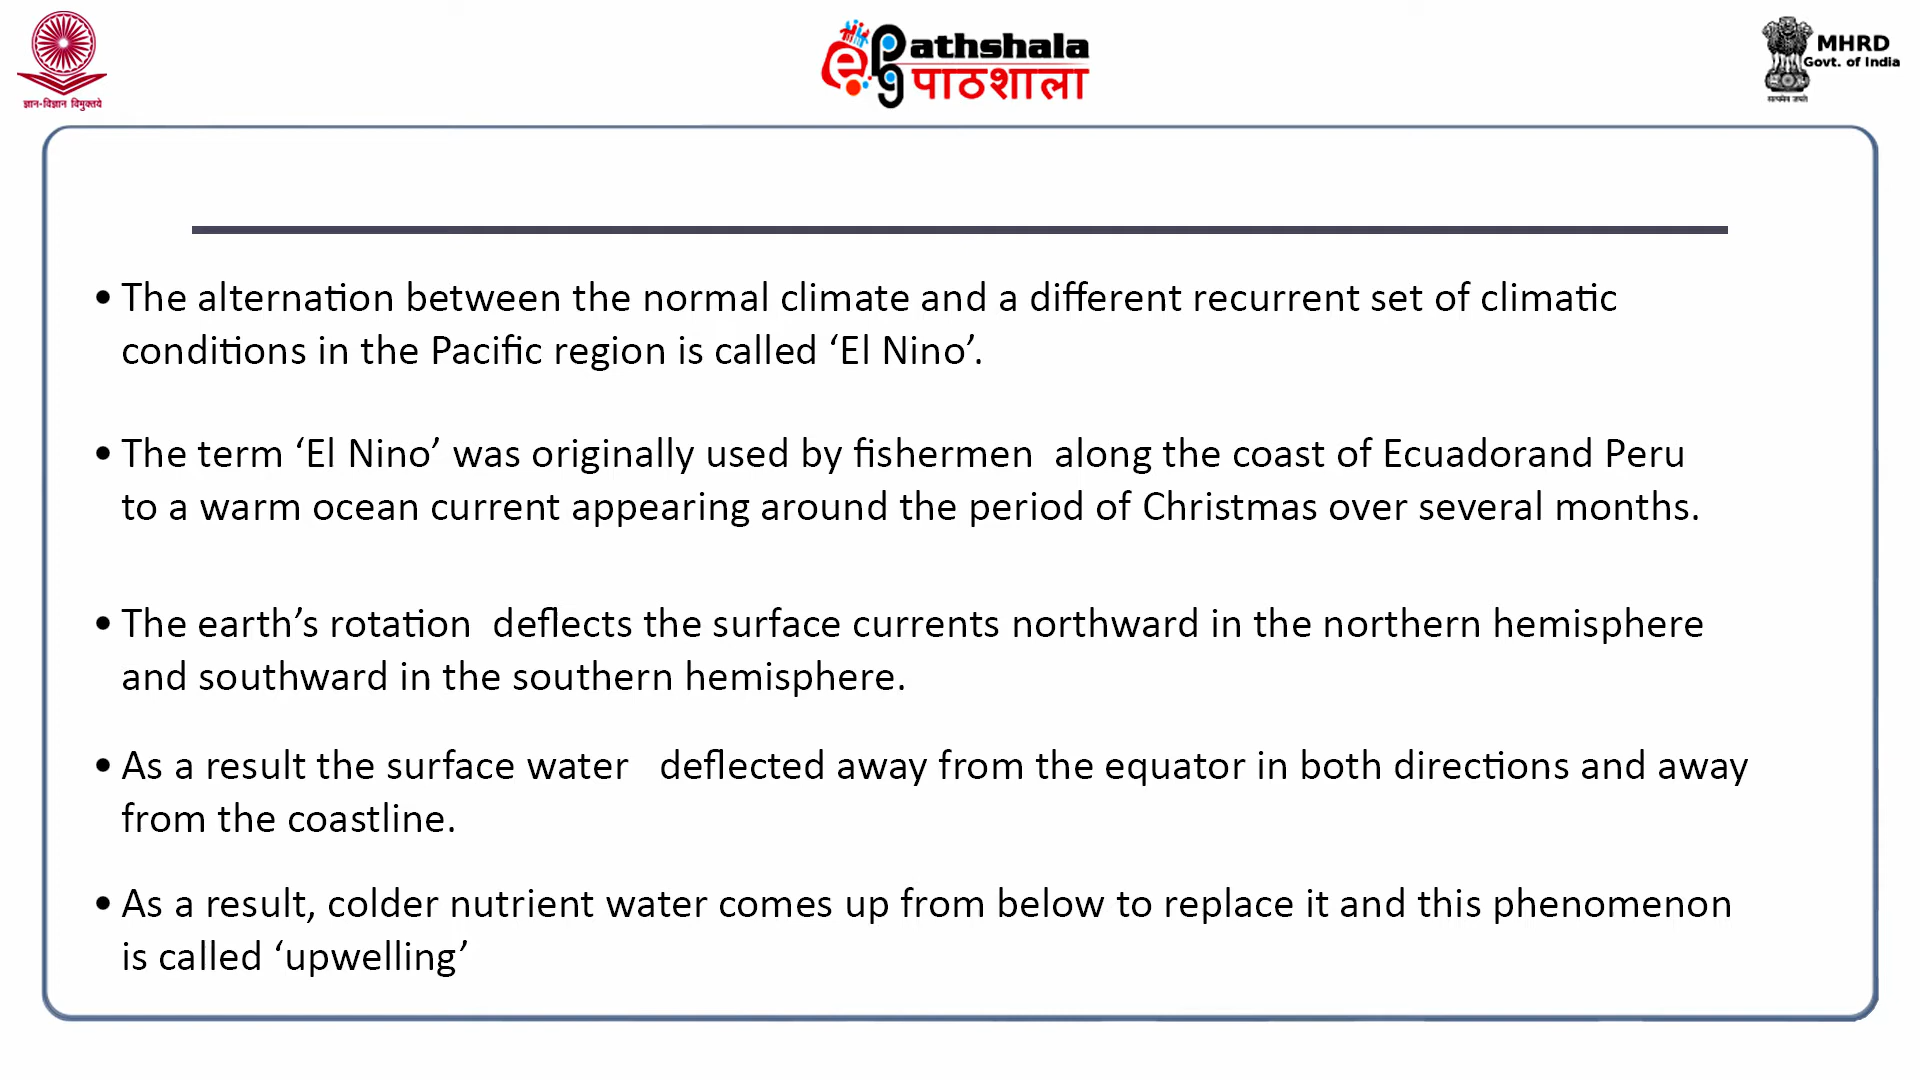 ज्ञान-विज्ञान विमुक्तये
ePgathshala
पाठशाला
MHRD
Govt. of India
सत्यमेव जयते
• The alternation between the normal climate and a different recurrent set of climatic
conditions in the Pacific region is called ‘El Nino’.
• The term ‘El Nino’ was originally used by fishermen along the coast of Ecuadorand Peru
to a warm ocean current appearing around the period of Christmas over several months.
• The earth’s rotation deflects the surface currents northward in the northern hemisphere
and southward in the southern hemisphere.
• As a result the surface water deflected away from the equator in both directions and away
from the coastline.
• As a result, colder nutrient water comes up from below to replace it and this phenomenon
is called ‘upwelling’